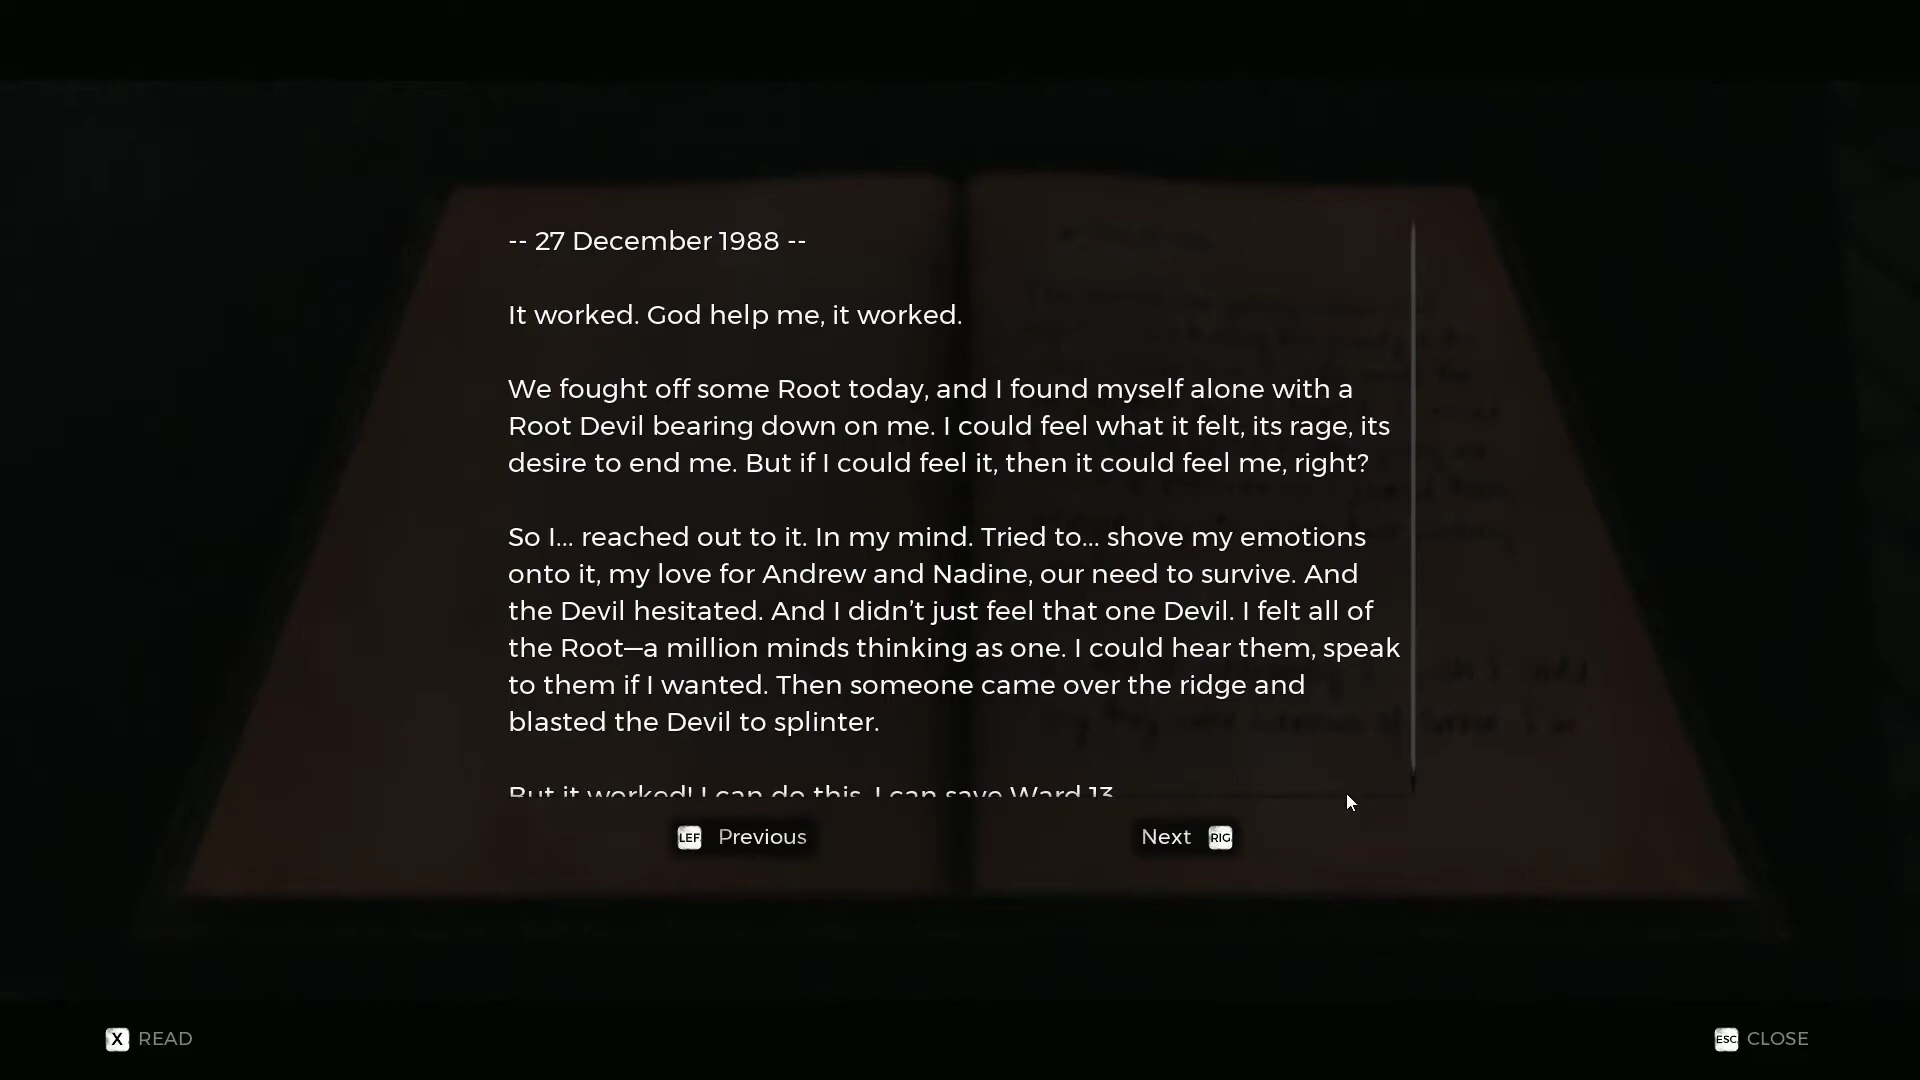 -- 27 December 1988 --
It worked. God help me, it worked.
We fought off some Root today, and I found myself alone with a
Root Devil bearing down on me. I could feel what it felt, its rage, its
desire to end me. But if I could feel it, then it could feel me, right?
So I... reached out to it. In my mind. Tried to... shove my emotions
onto it, my love for Andrew and Nadine, our need to survive. And
the Devil hesitated. And I didn’t just feel that one Devil. I felt all of
the Root—a million minds thinking as one. I could hear them, speak
to them if I wanted. Then someone came over the ridge and
blasted the Devil to splinter.
But it worked! I can do this. I can save Ward 13.
LEF Previous
Next RIG
X READ
ESC CLOSE